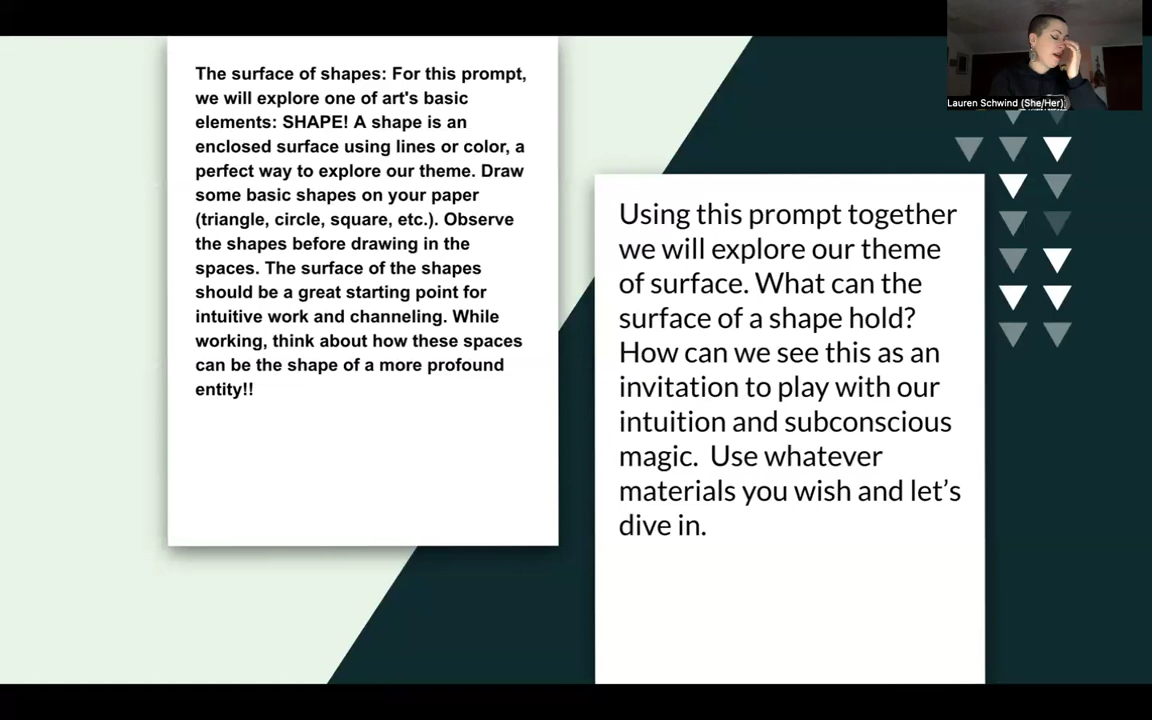 The surface of shapes: For this prompt,
we will explore one of art's basic
elements: SHAPE! A shape is an
enclosed surface using lines or color, a
perfect way to explore our theme. Draw
some basic shapes on your paper
(triangle, circle, square, etc.). Observe
the shapes before drawing in the
spaces. The surface of the shapes
should be a great starting point for
intuitive work and channeling. While
working, think about how these spaces
can be the shape of a more profound
entity!!
Using this prompt together
we will explore our theme
of surface. What can the
surface of a shape hold?
How can we see this as an
invitation to play with our
intuition and subconscious
magic.  Use whatever
materials you wish and let’s
dive in.
Lauren Schwind (She/Her)